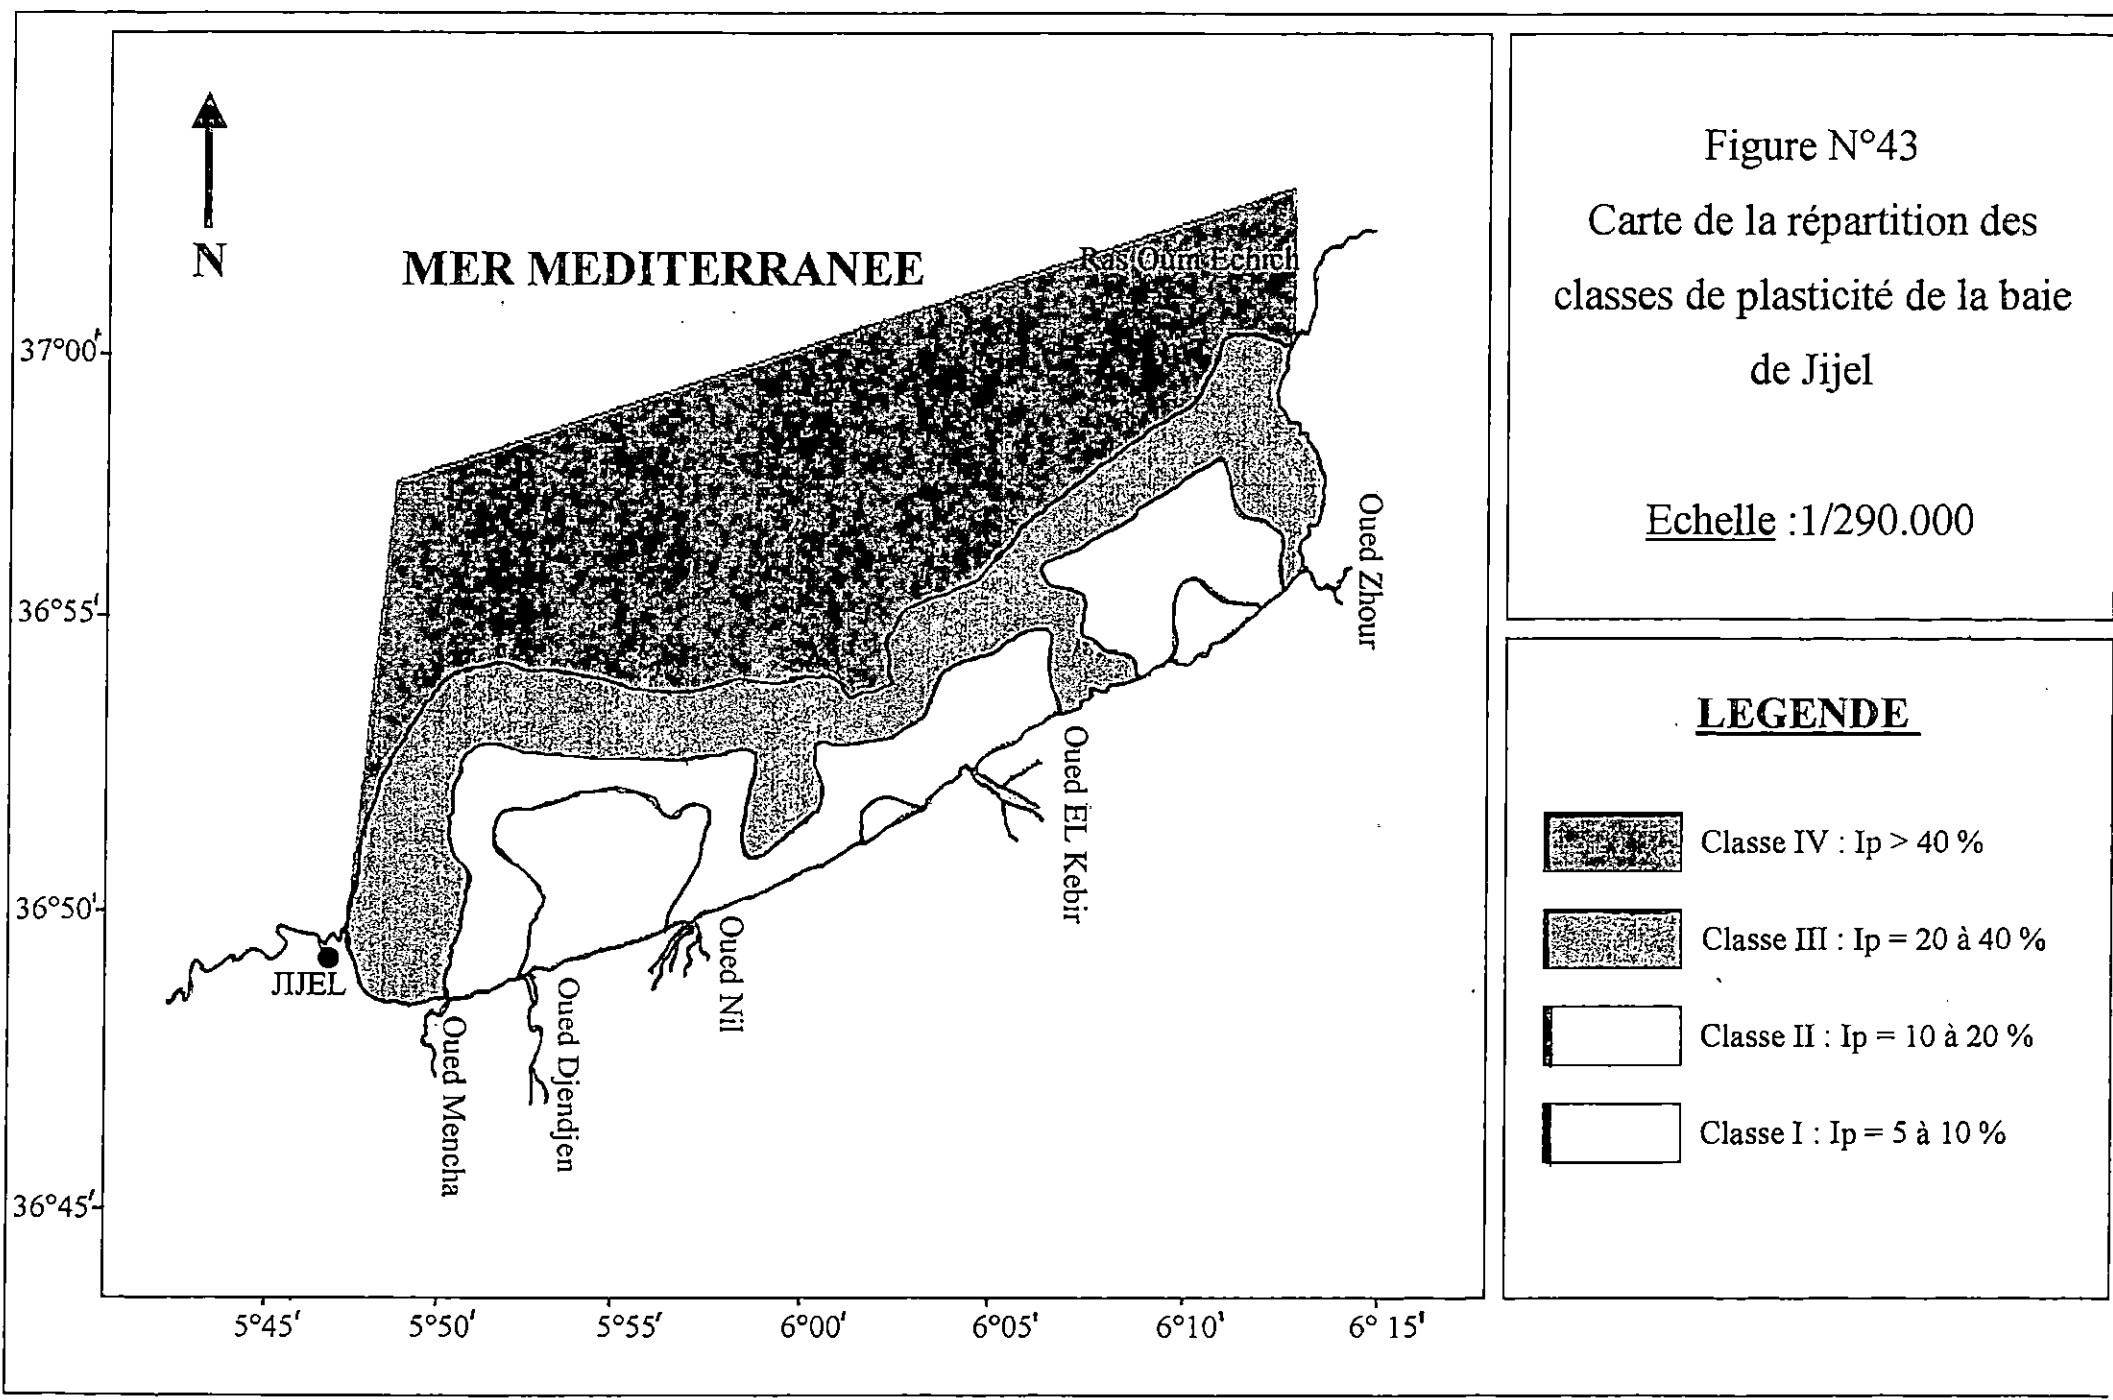 N
MER MEDITERRANEE
Ras Oum Echich
37°00'
36°55'
36°50'
36°45'
5°45'
5°50'
5°55'
6°00'
6°05'
6°10'
6° 15'
JIJEL
Oued Mencha
Oued Djendjen
Oued Nil
Oued EL Kebir
Oued Zhour
Figure N°43
Carte de la répartition des
classes de plasticité de la baie
de Jijel
Echelle :1/290.000
LEGENDE
Classe IV : Ip > 40 %
Classe III : Ip = 20 à 40 %
Classe II : Ip = 10 à 20 %
Classe I : Ip = 5 à 10 %